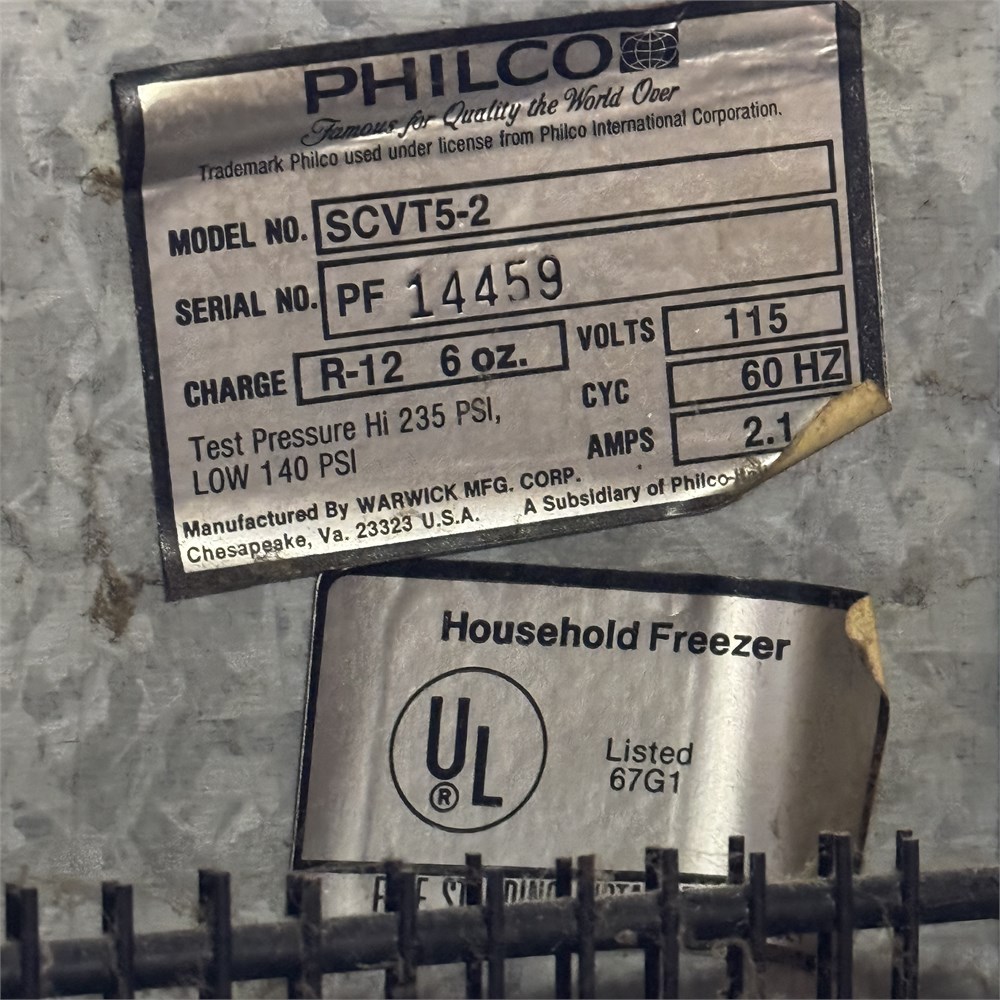 PHILCO
Famous for Quality the World Over
Trademark Philco used under license from Philco International Corporation.
MODEL NO. SCVT5-2
SERIAL NO. PF 14459
CHARGE R-12 6 oz.
VOLTS 115
CYC 60 HZ
AMPS 2.1
Test Pressure Hi 235 PSI,
LOW 140 PSI
Manufactured By WARWICK MFG. CORP.
Chesapeake, Va. 23323 U.S.A.
A Subsidiary of Philco
Household Freezer
UL
®
Listed
67G1